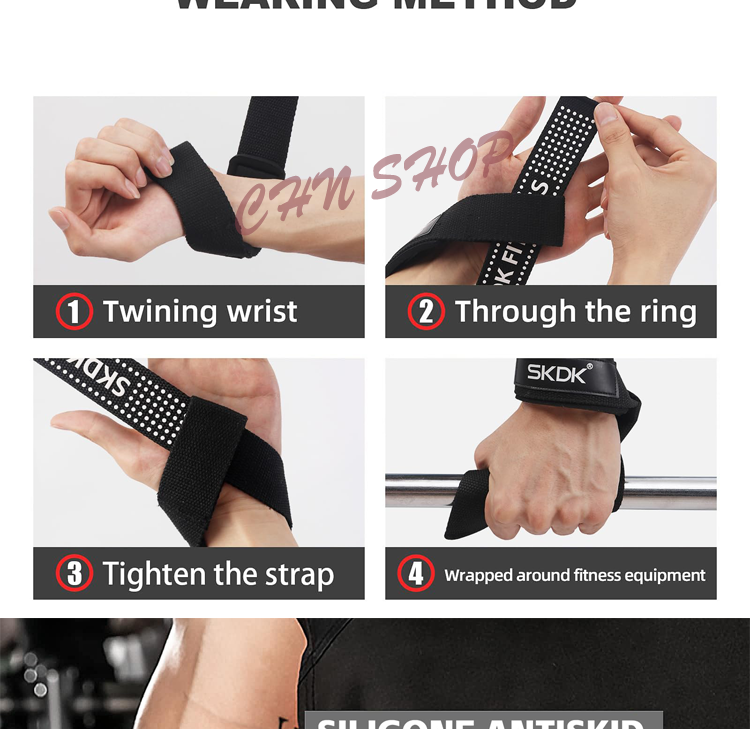 WEARING METHOD
CHN SHOP
OK FITNESS
1 Twining wrist
2 Through the ring
SKDK
SKDK®
3 Tighten the strap
4 Wrapped around fitness equipment
SILICONE ANTISKID